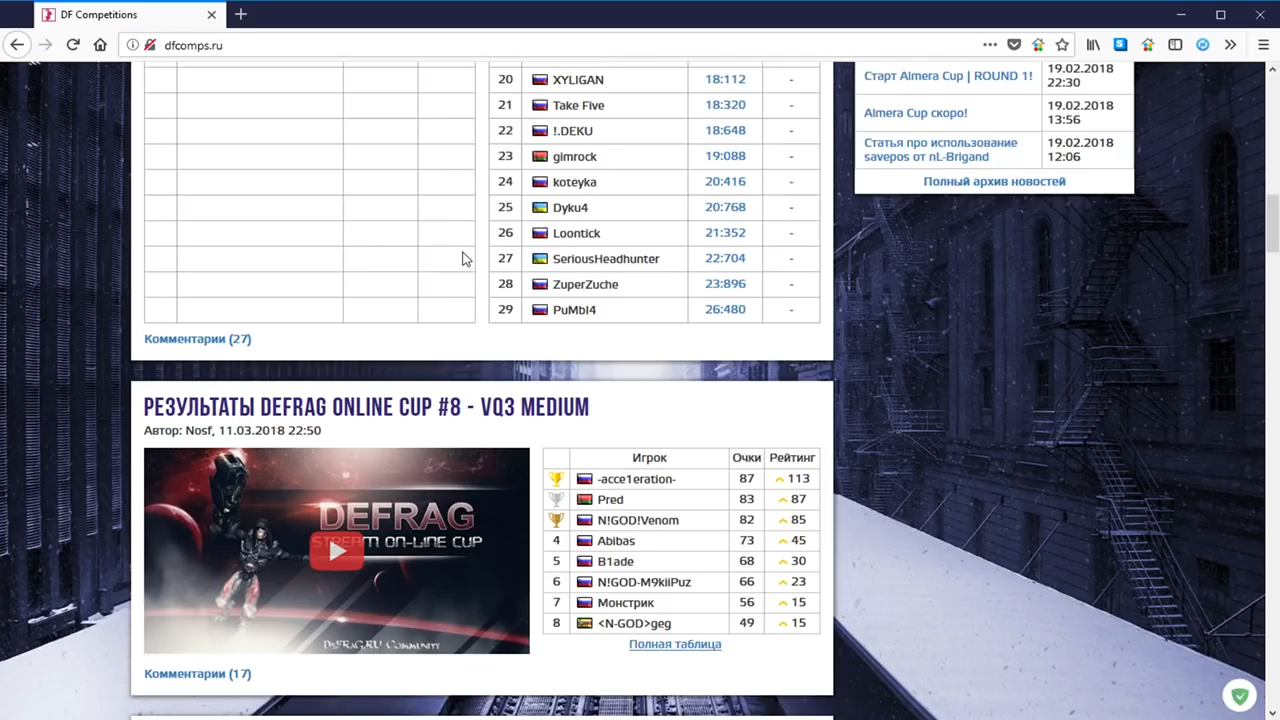 DF Competitions
dfcomps.ru
20 XYLIGAN 18:112 -
21 Take Five 18:320 -
22 !.DEKU 18:648 -
23 gimrock 19:088 -
24 koteyka 20:416 -
25 Dyku4 20:768 -
26 Loontick 21:352 -
27 SeriousHeadhunter 22:704 -
28 ZuperZuche 23:896 -
29 PuMbl4 26:480 -
Комментарии (27)
Старт Almera Cup | ROUND 1! 19.02.2018 22:30
Almera Cup скоро! 19.02.2018 13:56
Статья про использование savepos от nL-Brigand 19.02.2018 12:06
Полный архив новостей
РЕЗУЛЬТАТЫ DEFRAG ONLINE CUP #8 - VQ3 MEDIUM
Автор: Nosf, 11.03.2018 22:50
DEFRAG
STREAM ON-LINE CUP
DeFRAG.RU Community
Игрок Очки Рейтинг
-acce1eration- 87 113
Pred 83 87
N!GOD!Venom 82 85
4 Abibas 73 45
5 B1ade 68 30
6 N!GOD-M9kiiPuz 66 23
7 Монстрик 56 15
8 <N-GOD>geg 49 15
Полная таблица
Комментарии (17)